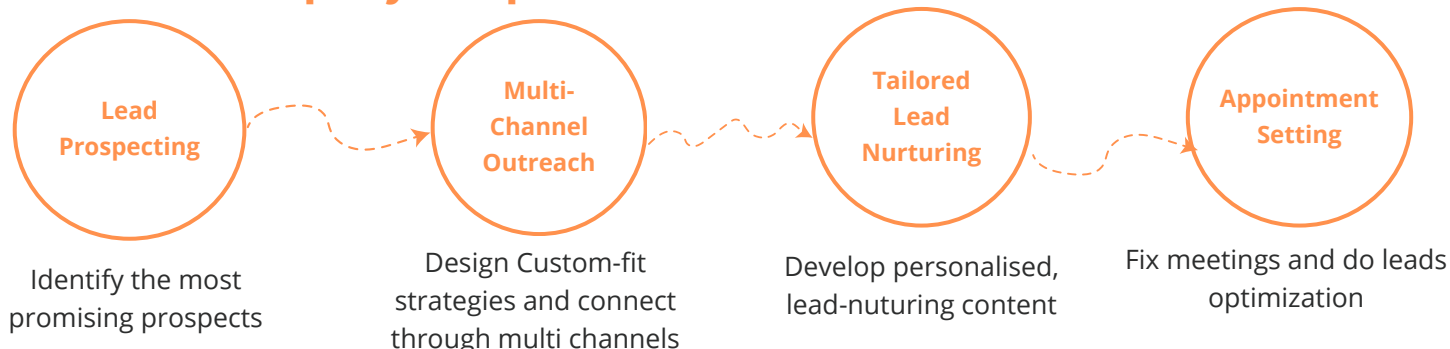 Lead
Prospecting
Multi-
Channel
Outreach
Tailored
Lead
Nurturing
Appointment
Setting
Identify the most
promising prospects
Design Custom-fit
strategies and connect
through multi channels
Develop personalised,
lead-nuturing content
Fix meetings and do leads
optimization